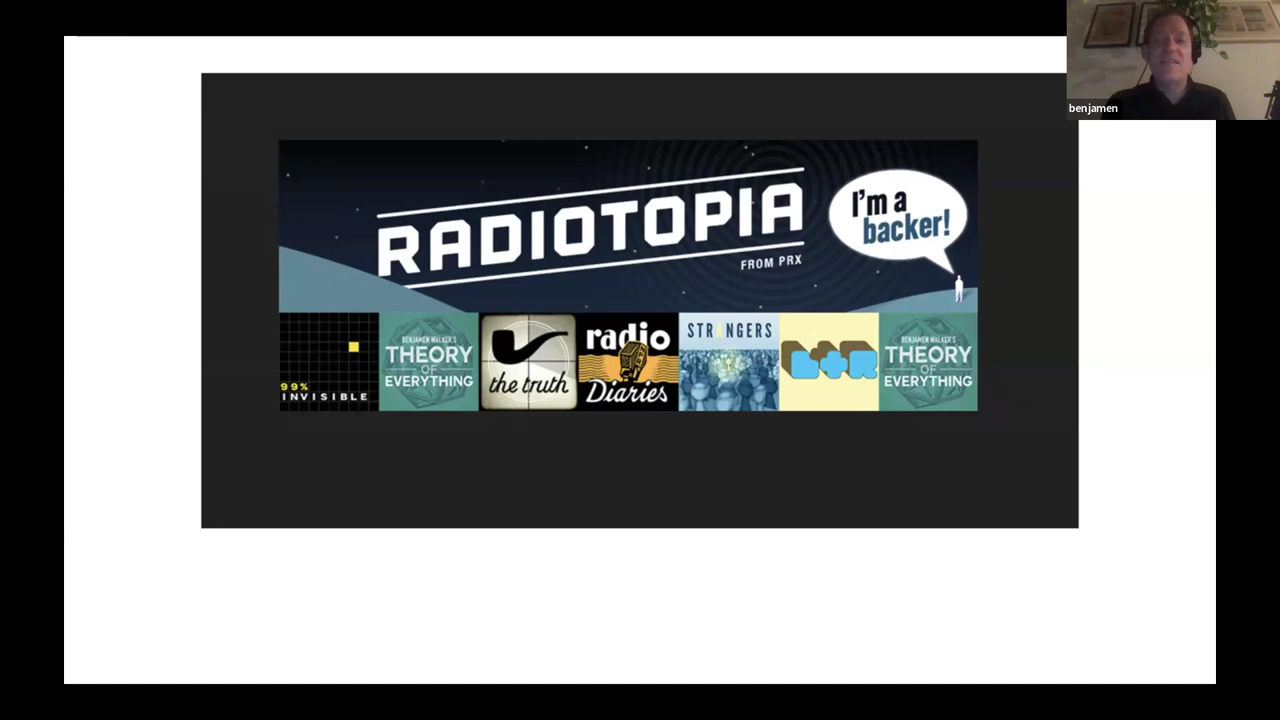 benjamen
RADIOTOPIA
FROM PRX
I'm a
backer!
99%
INVISIBLE
BENJAMEN WALKER'S
THEORY
OF
EVERYTHING
the truth
radio
Diaries
STRANGERS
L+R
BENJAMEN WALKER'S
THEORY
OF
EVERYTHING